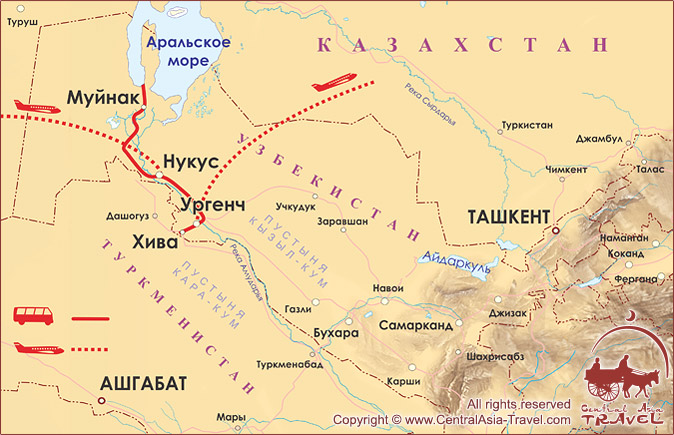 Туруш
Аральское
море
КАЗАХСТАН
Муйнак
Река Сырдарья
Туркистан
Джамбул
УЗБЕКИСТАН
Нукус
Чимкент
Талас
Ургенч
Учкудук
Дашогуз
Заравшан
ТАШКЕНТ
Хива
ПУСТЫНЯ
КЫЗЫЛ-КУМ
Наманган
Коканд
Айдаркуль
Фергана
ТУРКМЕНИСТАН
ПУСТЫНЯ
КАРА-КУМ
Река Амударья
Навои
Газли
Джизак
Бухара
Самарканд
Туркменабад
Шахрисабз
Карши
АШГАБАТ
Мары
Central Asia
TRAVEL
All rights reserved
Copyright © www.CentralAsia-Travel.com